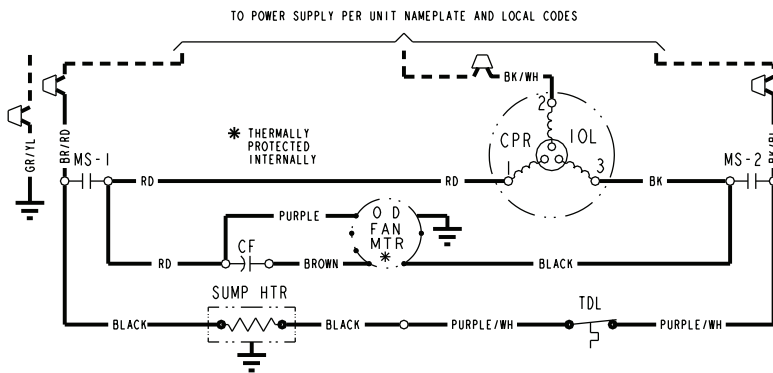 TO POWER SUPPLY PER UNIT NAMEPLATE AND LOCAL CODES
BK/WH
GR/YL
BR/RD
* THERMALLY
PROTECTED
INTERNALLY
2
CPR IOL
1 3
MS-1
MS-2
RD
RD
BK
PURPLE
O D
FAN
MTR
*
CF
RD
BROWN
BLACK
SUMP HTR
TDL
BLACK
BLACK
PURPLE/WH
PURPLE/WH